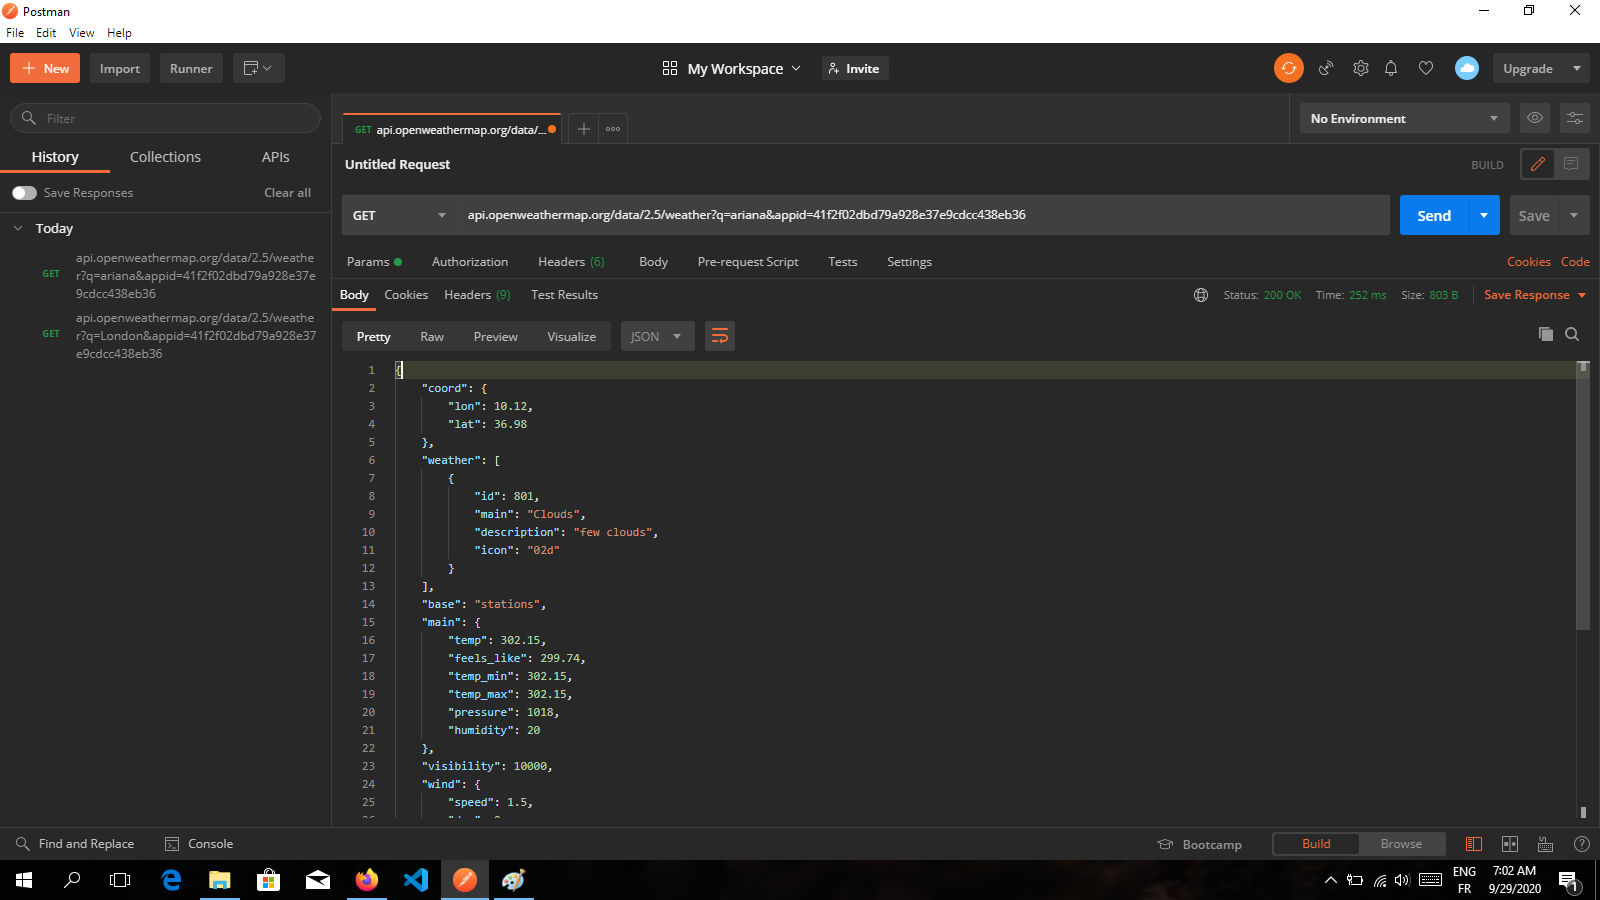 Postman
File Edit View Help
New Import Runner My Workspace Invite Upgrade
Filter
History Collections APIs
Save Responses Clear all
Today
GET api.openweathermap.org/data/2.5/weathe
r?q=ariana&appid=41f2f02dbd79a928e37e
9cdcc438eb36
GET api.openweathermap.org/data/2.5/weathe
r?q=London&appid=41f2f02dbd79a928e37
e9cdcc438eb36
GET api.openweathermap.org/data/...
No Environment
Untitled Request BUILD
GET api.openweathermap.org/data/2.5/weather?q=ariana&appid=41f2f02dbd79a928e37e9cdcc438eb36 Send Save
Params Authorization Headers (6) Body Pre-request Script Tests Settings Cookies Code
Body Cookies Headers (9) Test Results Status: 200 OK Time: 252 ms Size: 803 B Save Response
Pretty Raw Preview Visualize JSON
1 {
2 "coord": {
3 "lon": 10.12,
4 "lat": 36.98
5 },
6 "weather": [
7 {
8 "id": 801,
9 "main": "Clouds",
10 "description": "few clouds",
11 "icon": "02d"
12 }
13 ],
14 "base": "stations",
15 "main": {
16 "temp": 302.15,
17 "feels_like": 299.74,
18 "temp_min": 302.15,
19 "temp_max": 302.15,
20 "pressure": 1018,
21 "humidity": 20
22 },
23 "visibility": 10000,
24 "wind": {
25 "speed": 1.5,
Find and Replace Console Bootcamp Build Browse
ENG 7:02 AM
FR 9/29/2020 1